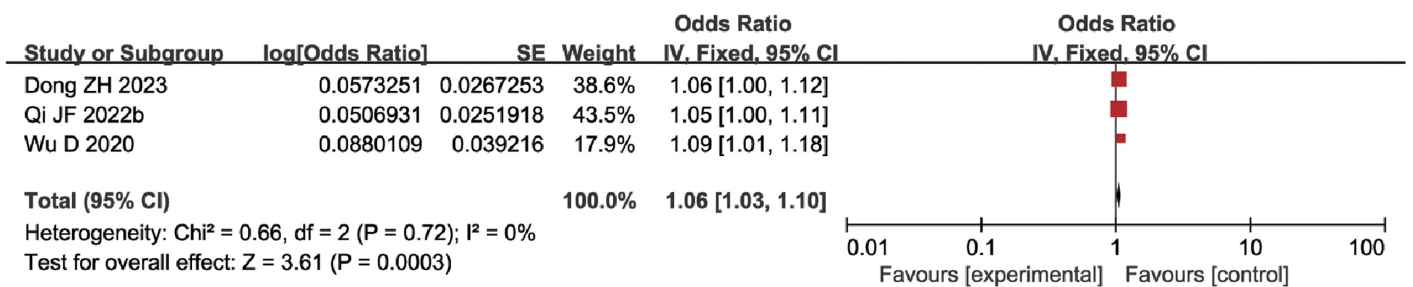 Odds Ratio Odds Ratio
Study or Subgroup log[Odds Ratio] SE Weight IV, Fixed, 95% CI IV, Fixed, 95% CI
Dong ZH 2023 0.0573251 0.0267253 38.6% 1.06 [1.00, 1.12]
Qi JF 2022b 0.0506931 0.0251918 43.5% 1.05 [1.00, 1.11]
Wu D 2020 0.0880109 0.039216 17.9% 1.09 [1.01, 1.18]
Total (95% CI) 100.0% 1.06 [1.03, 1.10]
Heterogeneity: Chi² = 0.66, df = 2 (P = 0.72); I² = 0%
Test for overall effect: Z = 3.61 (P = 0.0003)
0.01 0.1 1 10 100
Favours [experimental] Favours [control]